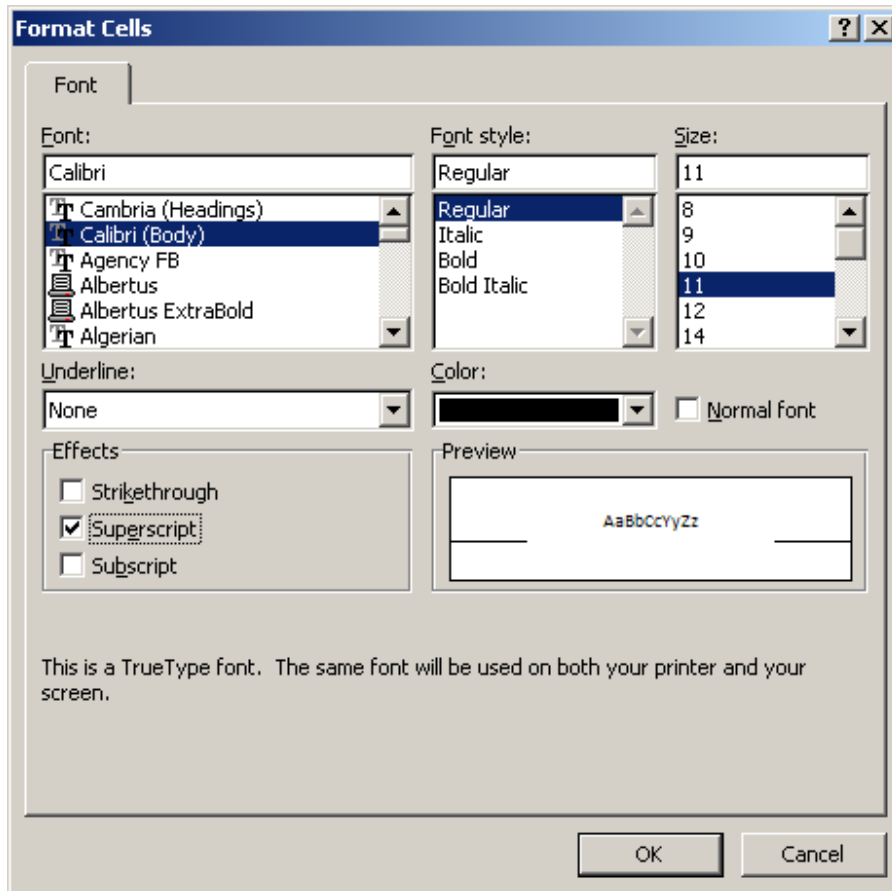 Format Cells
Font
Font:
Calibri
Cambria (Headings)
Calibri (Body)
Agency FB
Albertus
Albertus ExtraBold
Algerian
Font style:
Regular
Regular
Italic
Bold
Bold Italic
Size:
11
8
9
10
11
12
14
Underline:
None
Color:
Normal font
Effects
Strikethrough
Superscript
Subscript
Preview
AaBbCcYyZz
This is a TrueType font.  The same font will be used on both your printer and your
screen.
OK
Cancel